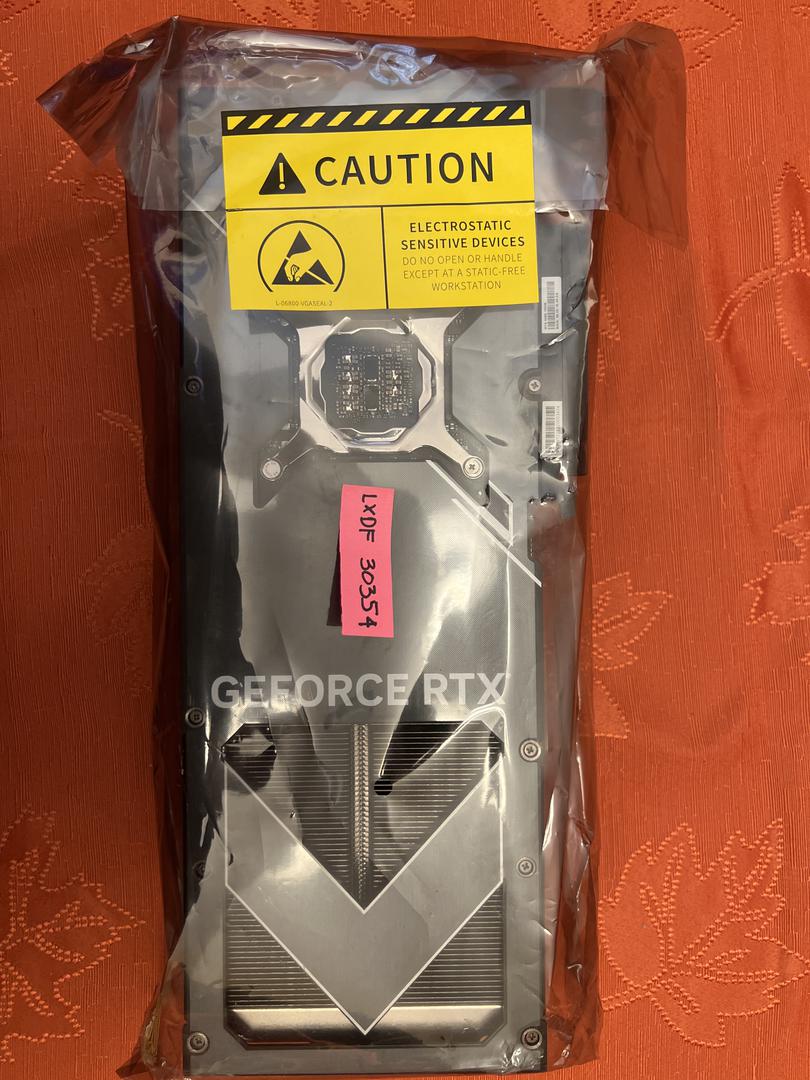 CAUTION
ELECTROSTATIC
SENSITIVE DEVICES
DO NO OPEN OR HANDLE
EXCEPT AT A STATIC-FREE
WORKSTATION
L-06800-VGASEAL-2
LXDF 30354
GEFORCE RTX